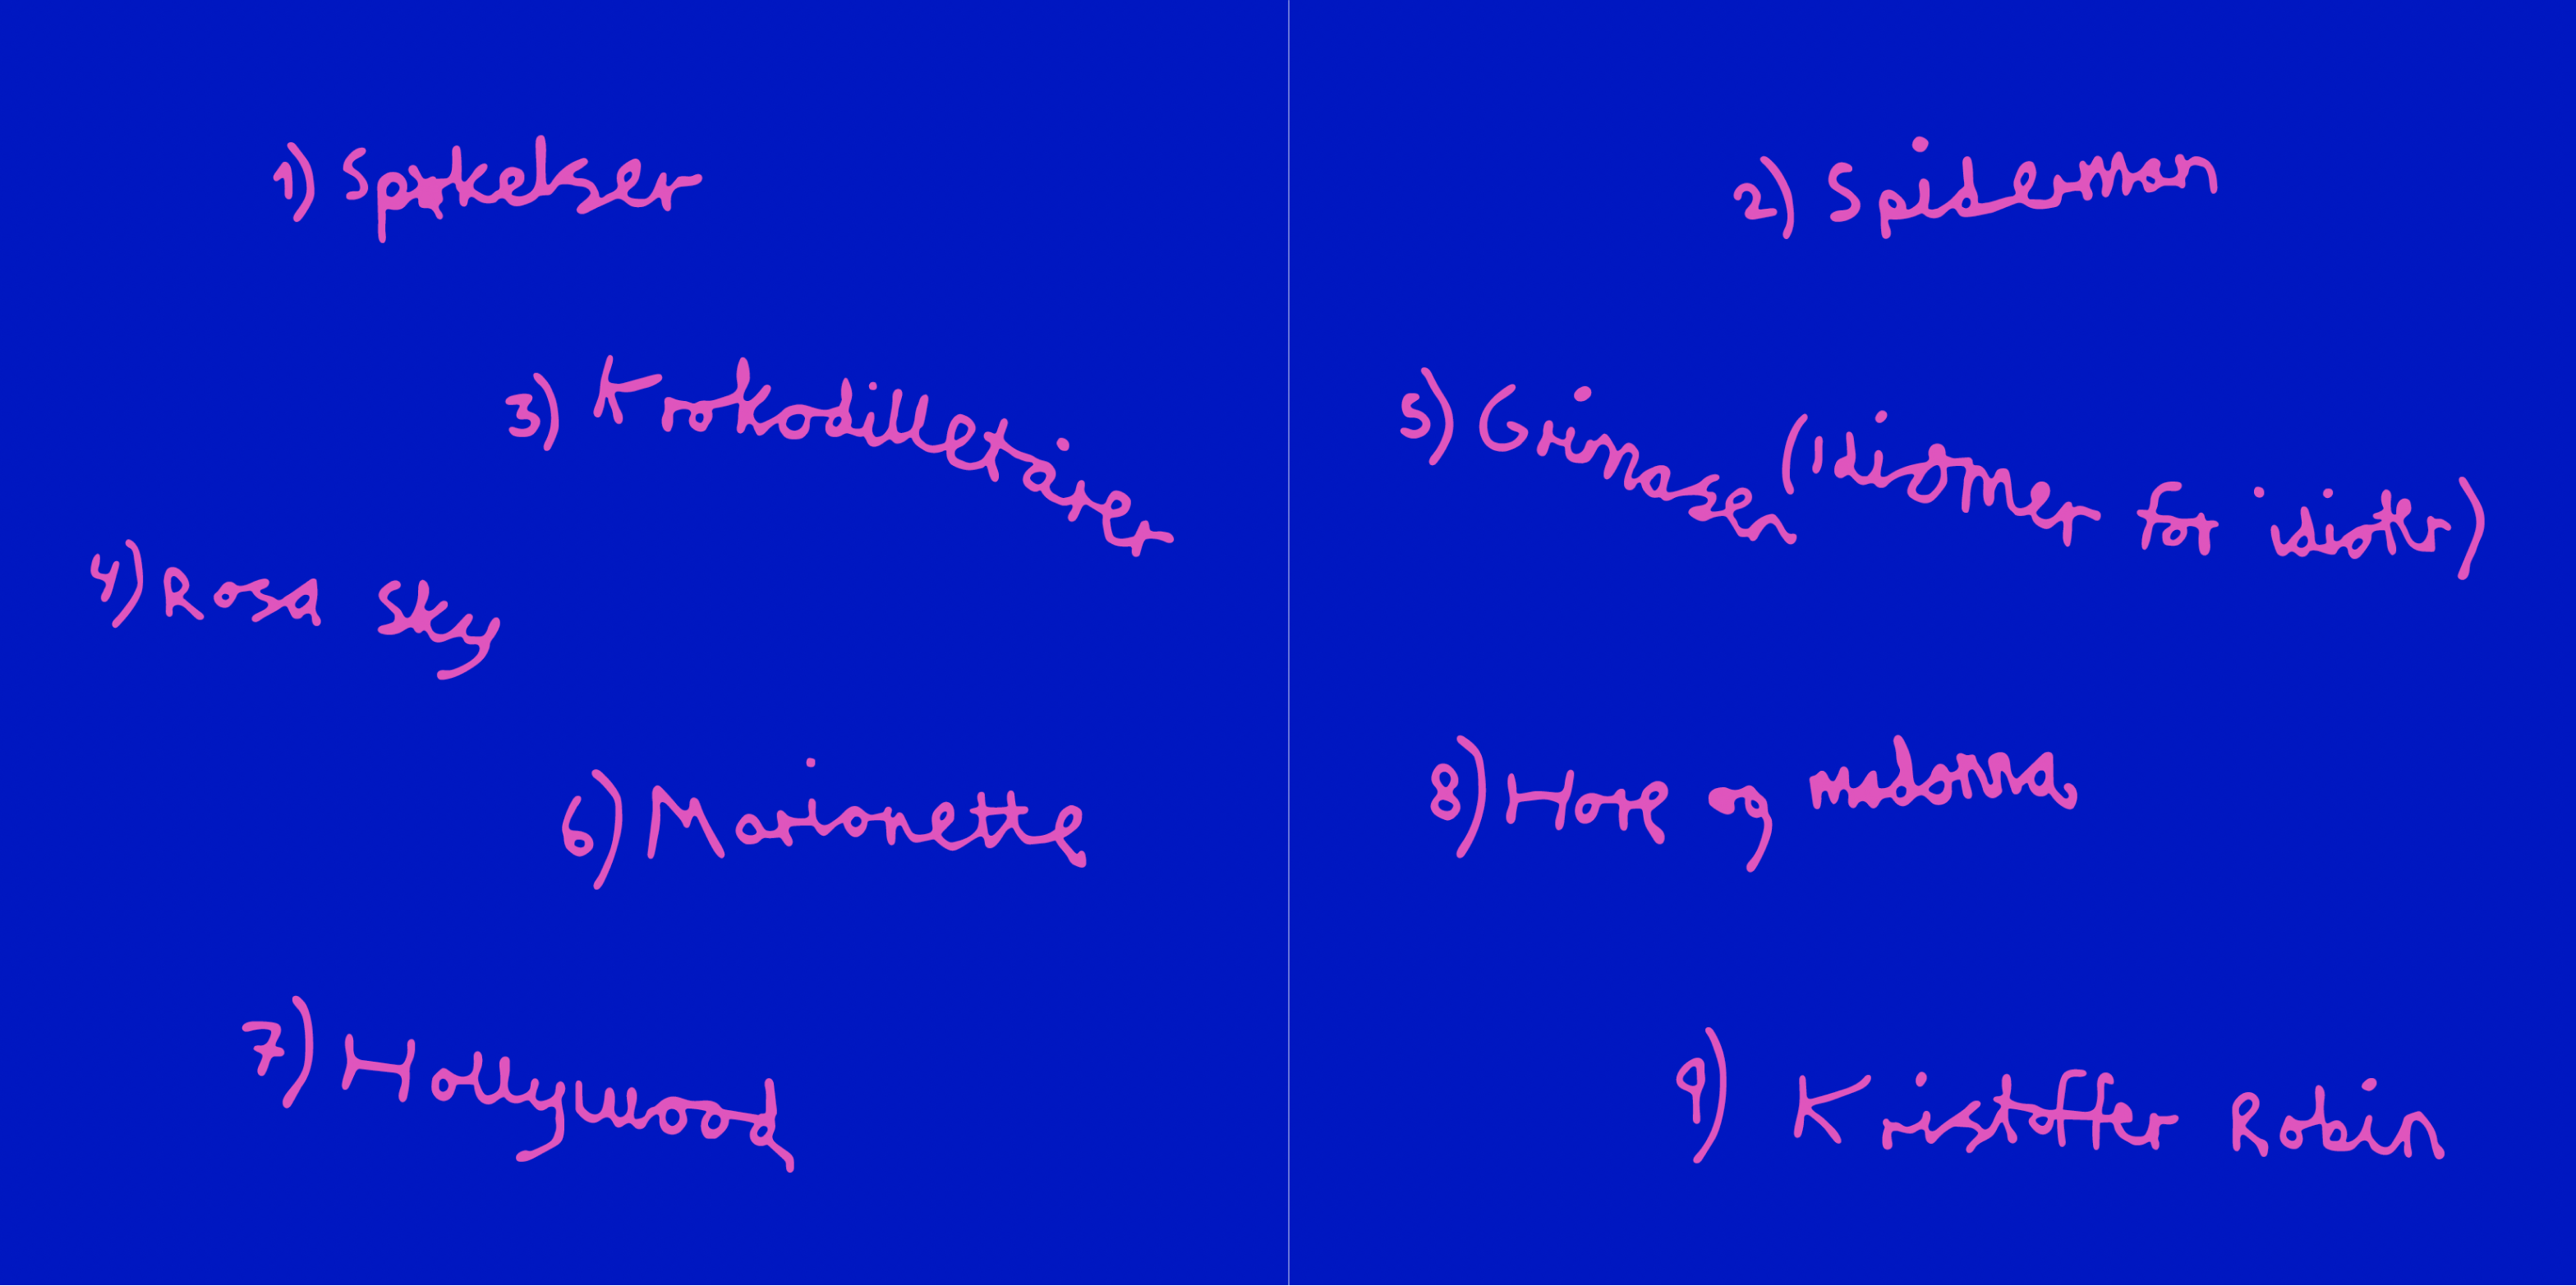 1) Spøkelser
2) Spiderman
3) Krokodilletårer
4) Rosa sky
5) Grimasen (Idiomer for idioter)
6) Marionette
7) Hollywood
8) Hore og madonna
9) Kristoffer Robin